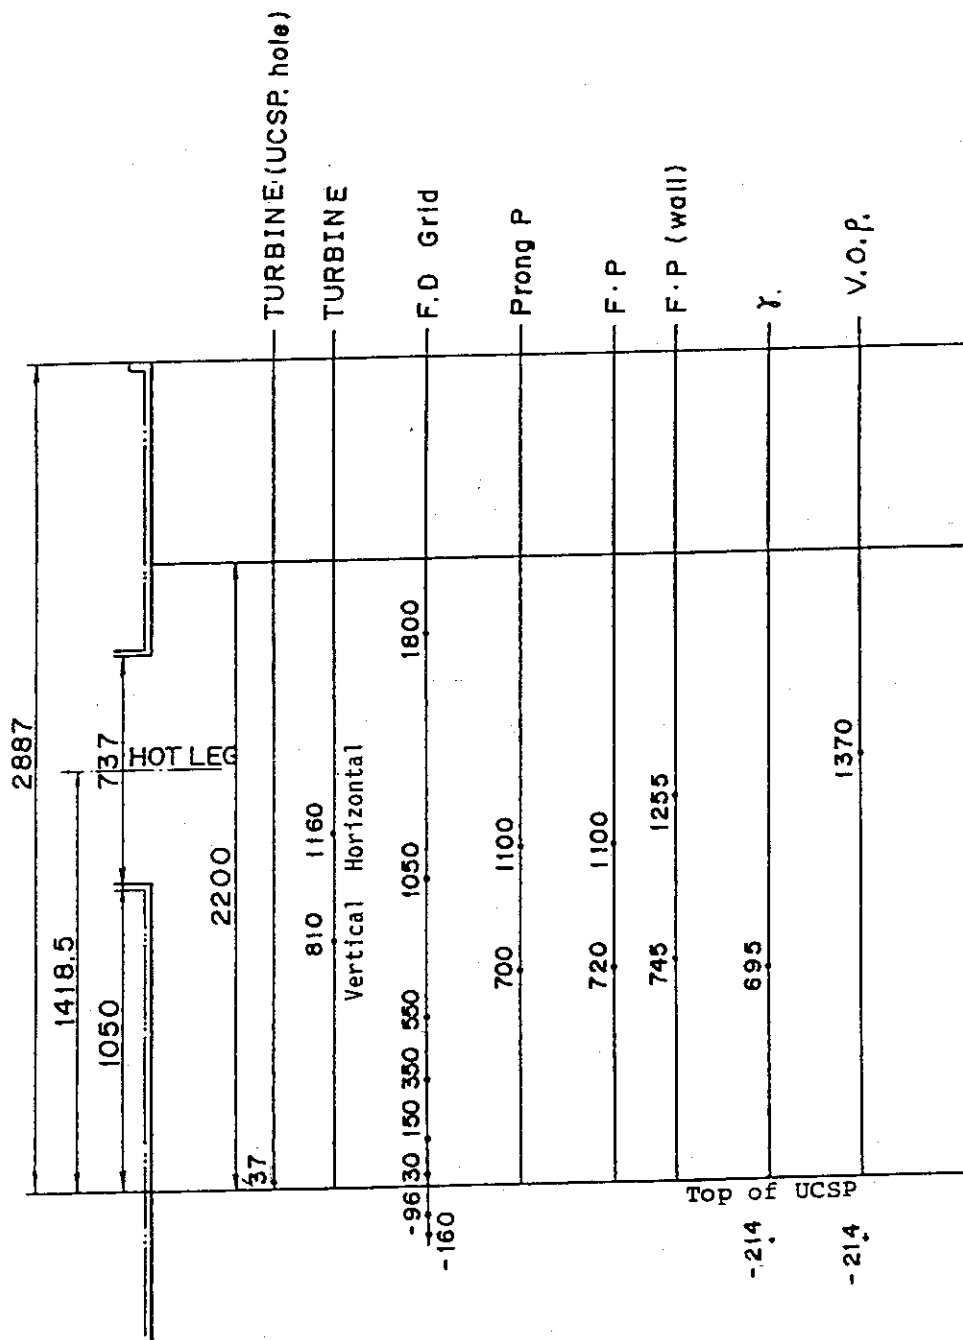 2887
1418.5
737
1050
HOT LEG
2200
37
TURBINE (UCSP. hole)
810
1160
TURBINE
Vertical Horizontal
-160
-96
30
150
350
550
1050
1800
F.D Grid
700
1100
Prong P
720
1100
F.P
745
1255
F.P (wall)
Top of UCSP
-214
695
γ.
-214
1370
V.O.P.